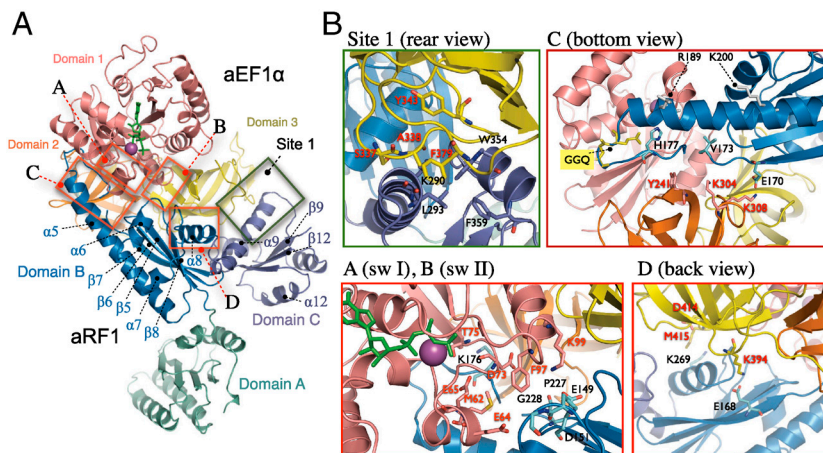 A
B
Domain 1
aEF1α
A
Domain 2
B
Domain 3
Site 1
C
α5
α6
Domain B
β7
β6
β5
α7
β8
α8
α9
β9
β12
α12
D
Domain C
aRF1
Domain A
Site 1 (rear view)
Y343
A338
S337
F379
W354
K290
L293
F359
C (bottom view)
R189
K200
H177
V173
GGQ
E170
Y241
K304
K308
A (sw I), B (sw II)
T75
K99
K176
D73
F97
E65
M62
P227
E149
G228
E64
D151
D (back view)
D414
M415
K269
K394
E168